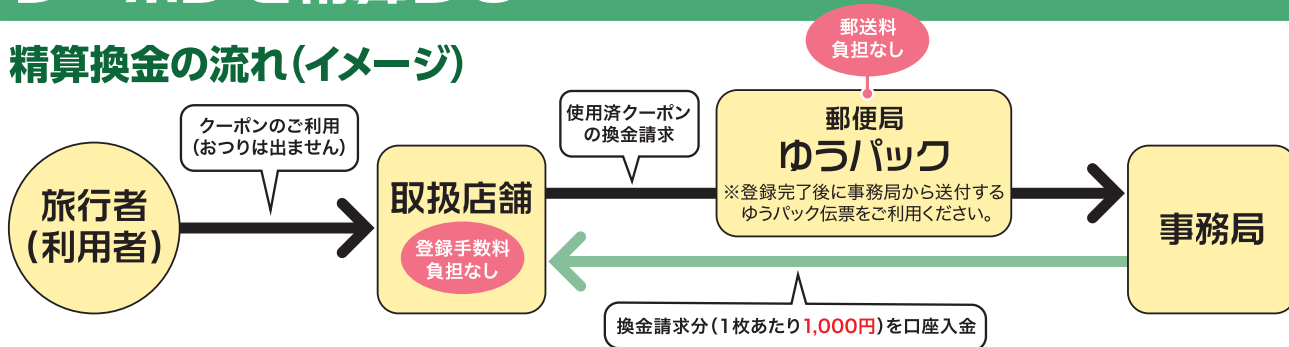 精算換金の流れ(イメージ)
郵送料
負担なし
クーポンのご利用
(おつりは出ません)
使用済クーポン
の換金請求
郵便局
ゆうパック
※登録完了後に事務局から送付する
ゆうパック伝票をご利用ください。
旅行者
(利用者)
取扱店舗
登録手数料
負担なし
事務局
換金請求分(1枚あたり1,000円)を口座入金